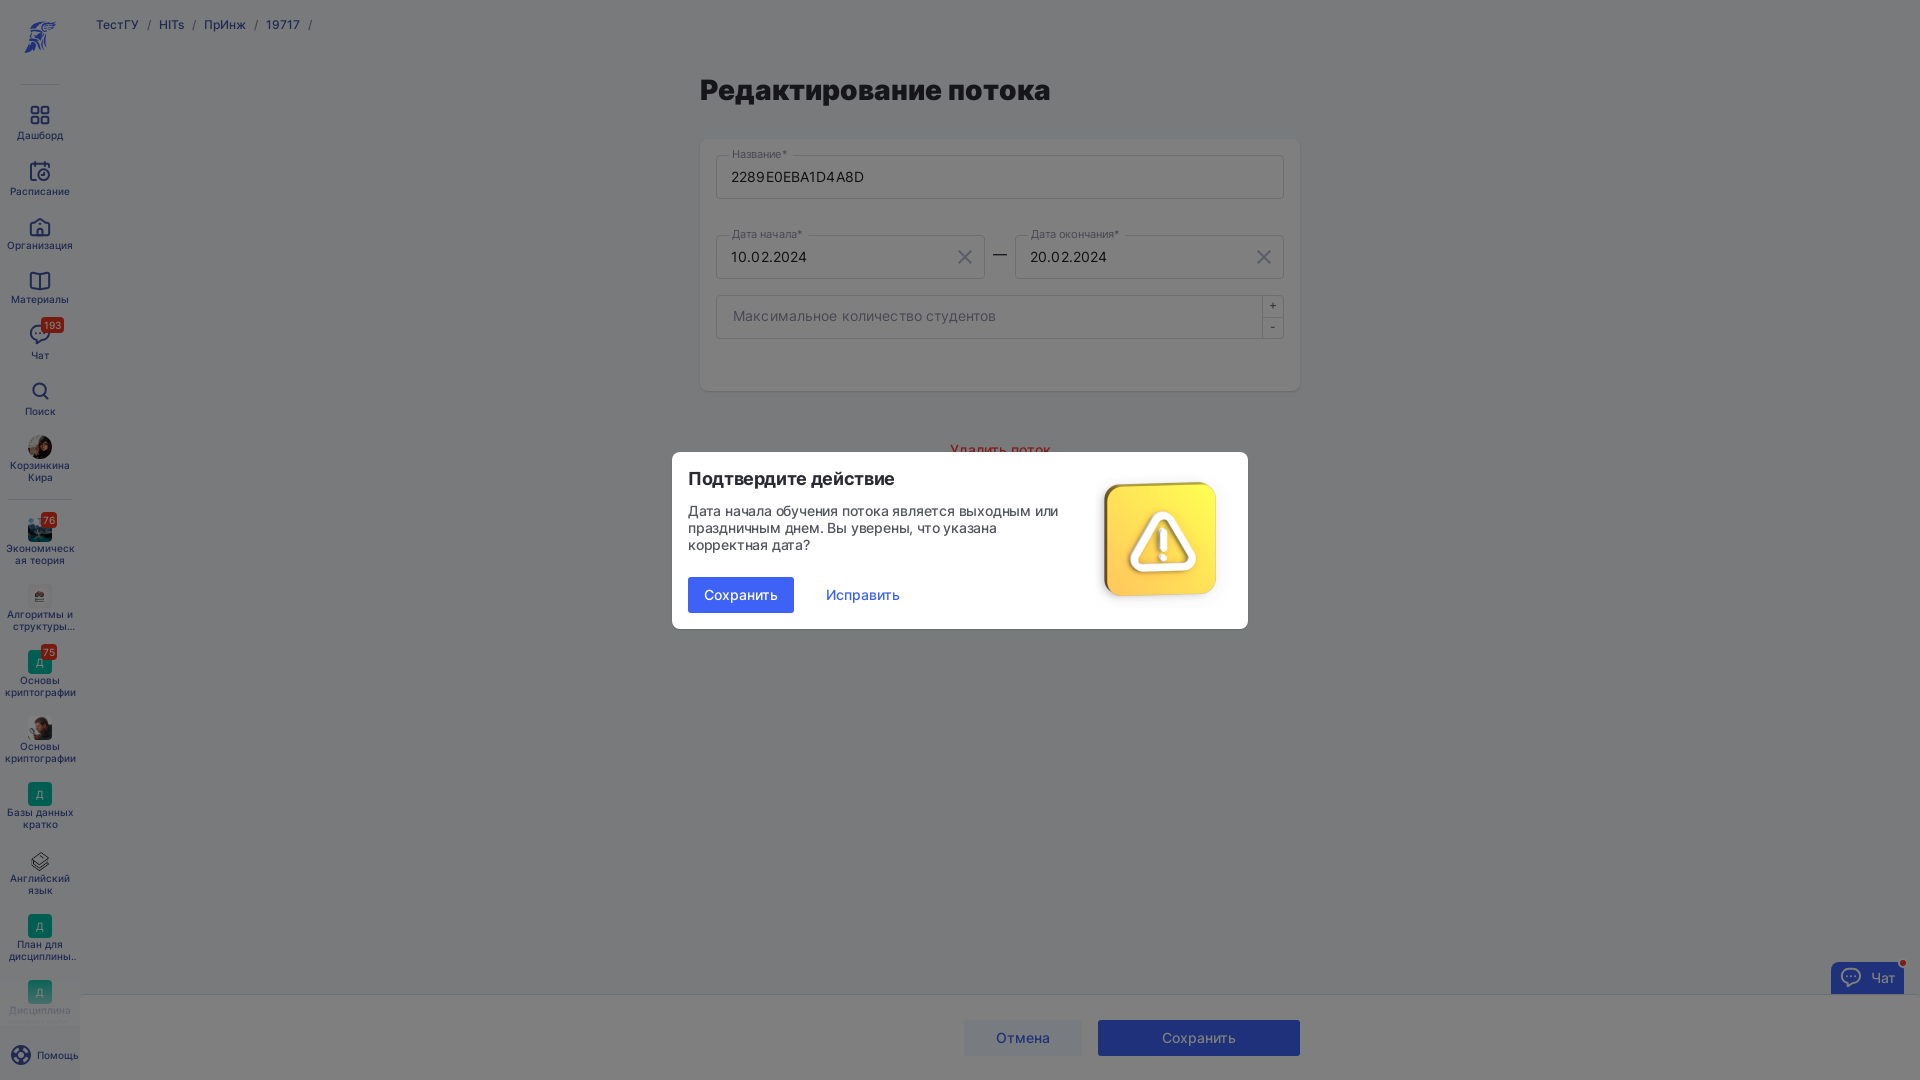 ТестГУ / HITs / ПрИнж / 19717 /
Дашборд
Расписание
Организация
Материалы
193
Чат
Поиск
Корзинкина
Кира
76
Экономическ
ая теория
Алгоритмы и
структуры...
75
Д
Основы
криптографии
Основы
криптографии
Д
Базы данных
кратко
Английский
язык
Д
План для
дисциплины..
Д
Дисциплина
Помощь
Редактирование потока
Название*
2289E0EBA1D4A8D
Дата начала*
10.02.2024
—
Дата окончания*
20.02.2024
Максимальное количество студентов
+
-
Удалить поток
Подтвердите действие
Дата начала обучения потока является выходным или
праздничным днем. Вы уверены, что указана
корректная дата?
Сохранить
Исправить
Чат
Отмена
Сохранить